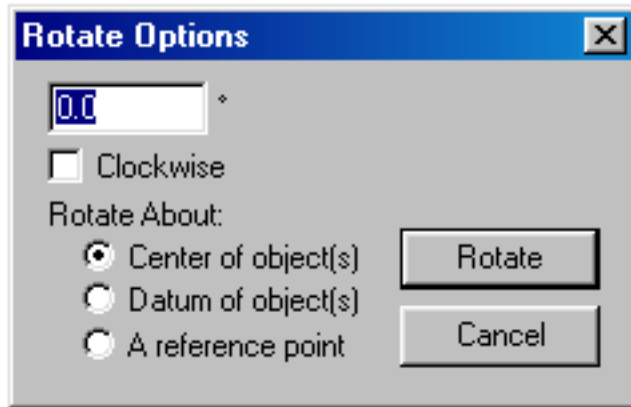 Rotate Options
0.0 °
Clockwise
Rotate About:
Center of object(s)
Datum of object(s)
A reference point
Rotate
Cancel